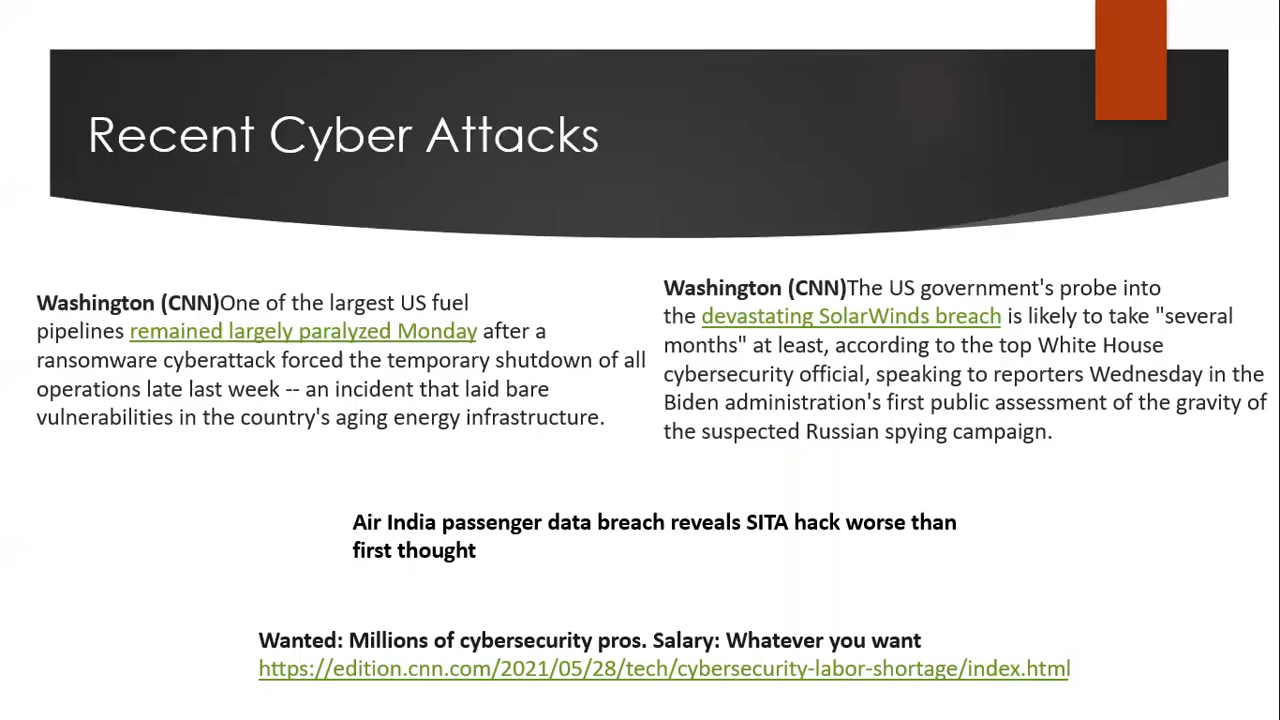 Recent Cyber Attacks
Washington (CNN)One of the largest US fuel
pipelines remained largely paralyzed Monday after a
ransomware cyberattack forced the temporary shutdown of all
operations late last week -- an incident that laid bare
vulnerabilities in the country's aging energy infrastructure.
Washington (CNN)The US government's probe into
the devastating SolarWinds breach is likely to take "several
months" at least, according to the top White House
cybersecurity official, speaking to reporters Wednesday in the
Biden administration's first public assessment of the gravity of
the suspected Russian spying campaign.
Air India passenger data breach reveals SITA hack worse than
first thought
Wanted: Millions of cybersecurity pros. Salary: Whatever you want
https://edition.cnn.com/2021/05/28/tech/cybersecurity-labor-shortage/index.html